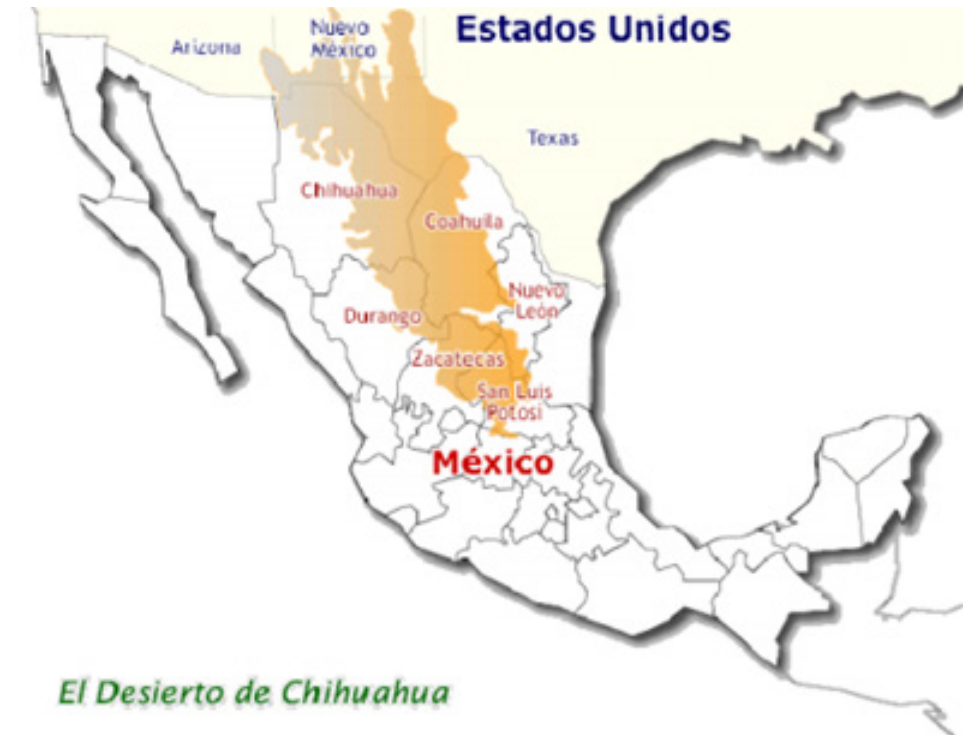 Estados Unidos
Nuevo
México
Arizona
Texas
Chihuahua
Coahuila
Nuevo
León
Durango
Zacatecas
San Luis
Potosí
México
El Desierto de Chihuahua